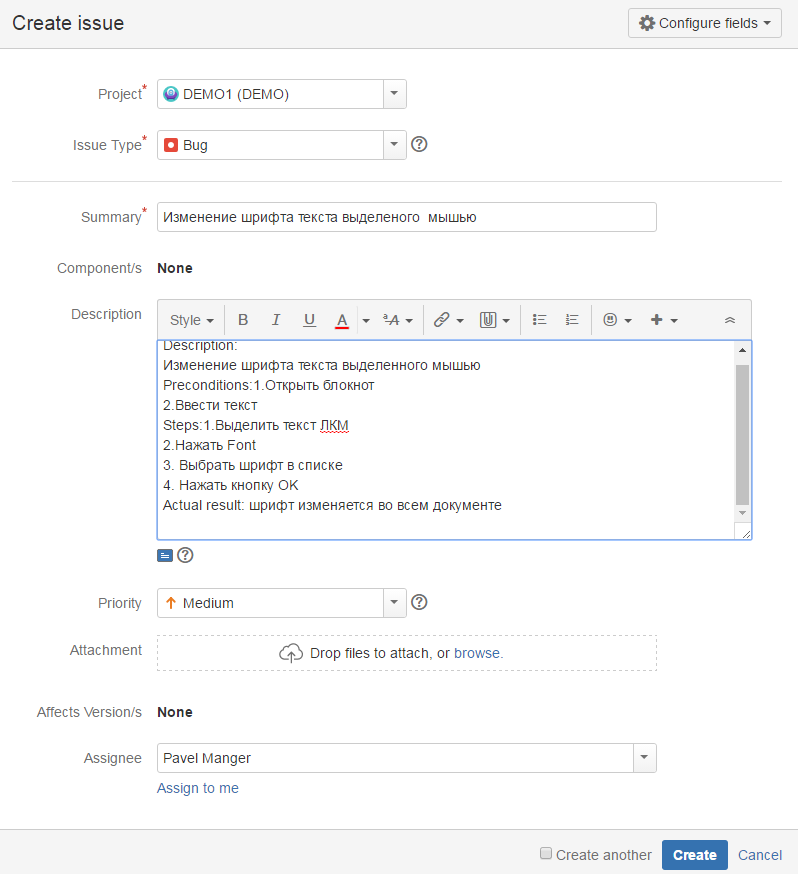 Create issue
Configure fields
Project* DEMO1 (DEMO)
Issue Type* Bug
Summary* Изменение шрифта текста выделеного  мышью
Component/s None
Description Style B I U A ªA
Description:
Изменение шрифта текста выделенного мышью
Preconditions:1.Открыть блокнот
2.Ввести текст
Steps:1.Выделить текст ЛКМ
2.Нажать Font
3. Выбрать шрифт в списке
4. Нажать кнопку OK
Actual result: шрифт изменяется во всем документе
Priority Medium
Attachment Drop files to attach, or browse.
Affects Version/s None
Assignee Pavel Manger
Assign to me
Create another Create Cancel